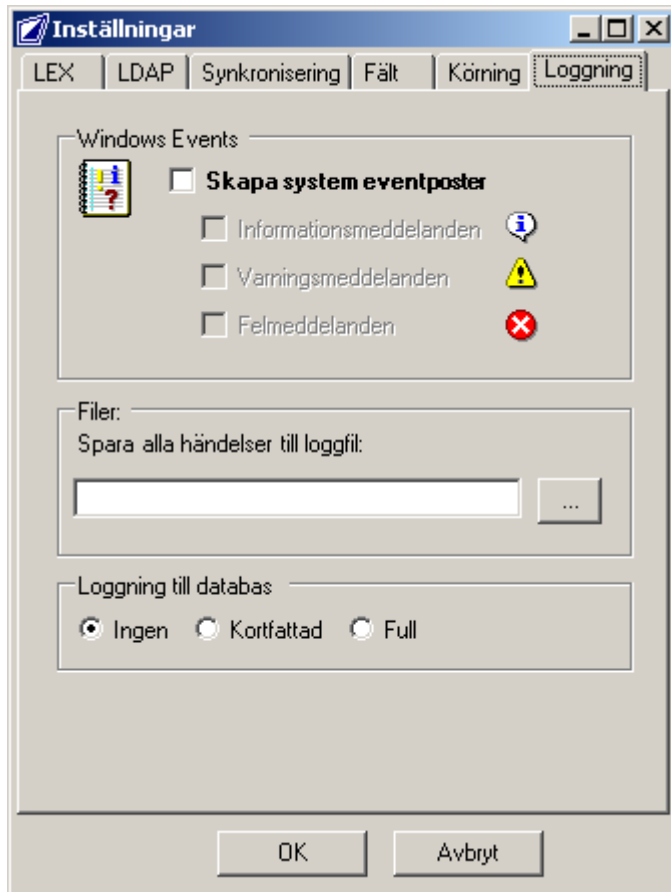 Inställningar
LEX LDAP Synkronisering Fält Körning Loggning
Windows Events
Skapa system eventposter
Informationsmeddelanden
Varningsmeddelanden
Felmeddelanden
Filer:
Spara alla händelser till loggfil:
...
Loggning till databas
Ingen Kortfattad Full
OK Avbryt